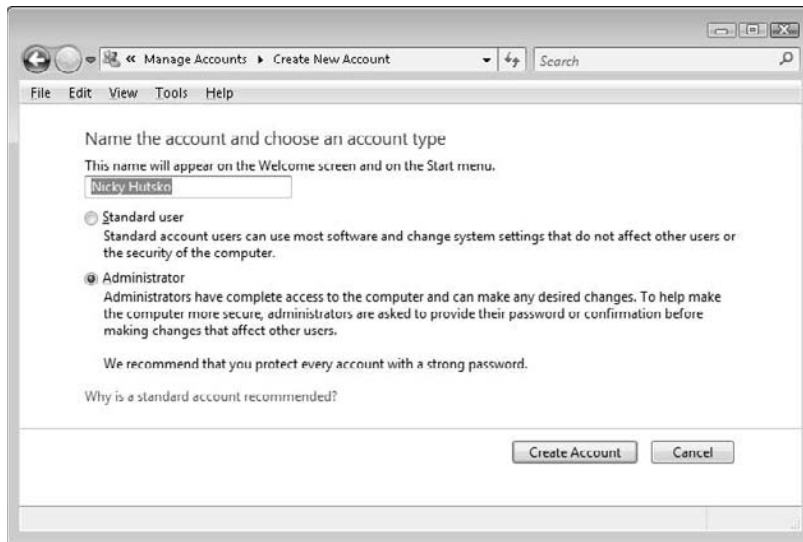 « Manage Accounts ▸ Create New Account Search
File Edit View Tools Help
Name the account and choose an account type
This name will appear on the Welcome screen and on the Start menu.
Nicky Hutsko
Standard user
Standard account users can use most software and change system settings that do not affect other users or
the security of the computer.
Administrator
Administrators have complete access to the computer and can make any desired changes. To help make
the computer more secure, administrators are asked to provide their password or confirmation before
making changes that affect other users.
We recommend that you protect every account with a strong password.
Why is a standard account recommended?
Create Account Cancel